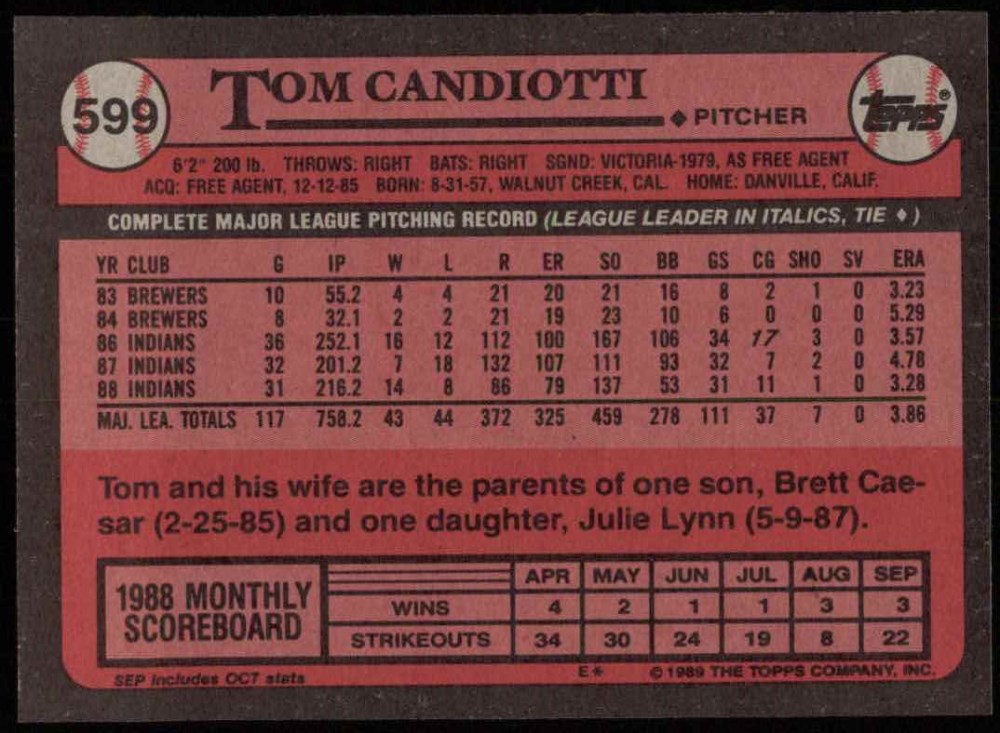 599
TOM CANDIOTTI
♦ PITCHER
TOPPS®
6'2" 200 lb. THROWS: RIGHT BATS: RIGHT SGND: VICTORIA-1979, AS FREE AGENT
ACQ: FREE AGENT, 12-12-85 BORN: 8-31-57, WALNUT CREEK, CAL. HOME: DANVILLE, CALIF.
COMPLETE MAJOR LEAGUE PITCHING RECORD (LEAGUE LEADER IN ITALICS, TIE ♦ )
YR CLUB G IP W L R ER SO BB GS CG SHO SV ERA
83 BREWERS 10 55.2 4 4 21 20 21 16 8 2 1 0 3.23
84 BREWERS 8 32.1 2 2 21 19 23 10 6 0 0 0 5.29
86 INDIANS 36 252.1 16 12 112 100 167 106 34 17 3 0 3.57
87 INDIANS 32 201.2 7 18 132 107 111 93 32 7 2 0 4.78
88 INDIANS 31 216.2 14 8 86 79 137 53 31 11 1 0 3.28
MAJ. LEA. TOTALS 117 758.2 43 44 372 325 459 278 111 37 7 0 3.86
Tom and his wife are the parents of one son, Brett Cae-
sar (2-25-85) and one daughter, Julie Lynn (5-9-87).
1988 MONTHLY
SCOREBOARD
APR MAY JUN JUL AUG SEP
WINS 4 2 1 1 3 3
STRIKEOUTS 34 30 24 19 8 22
SEP includes OCT stats
E* © 1989 THE TOPPS COMPANY, INC.